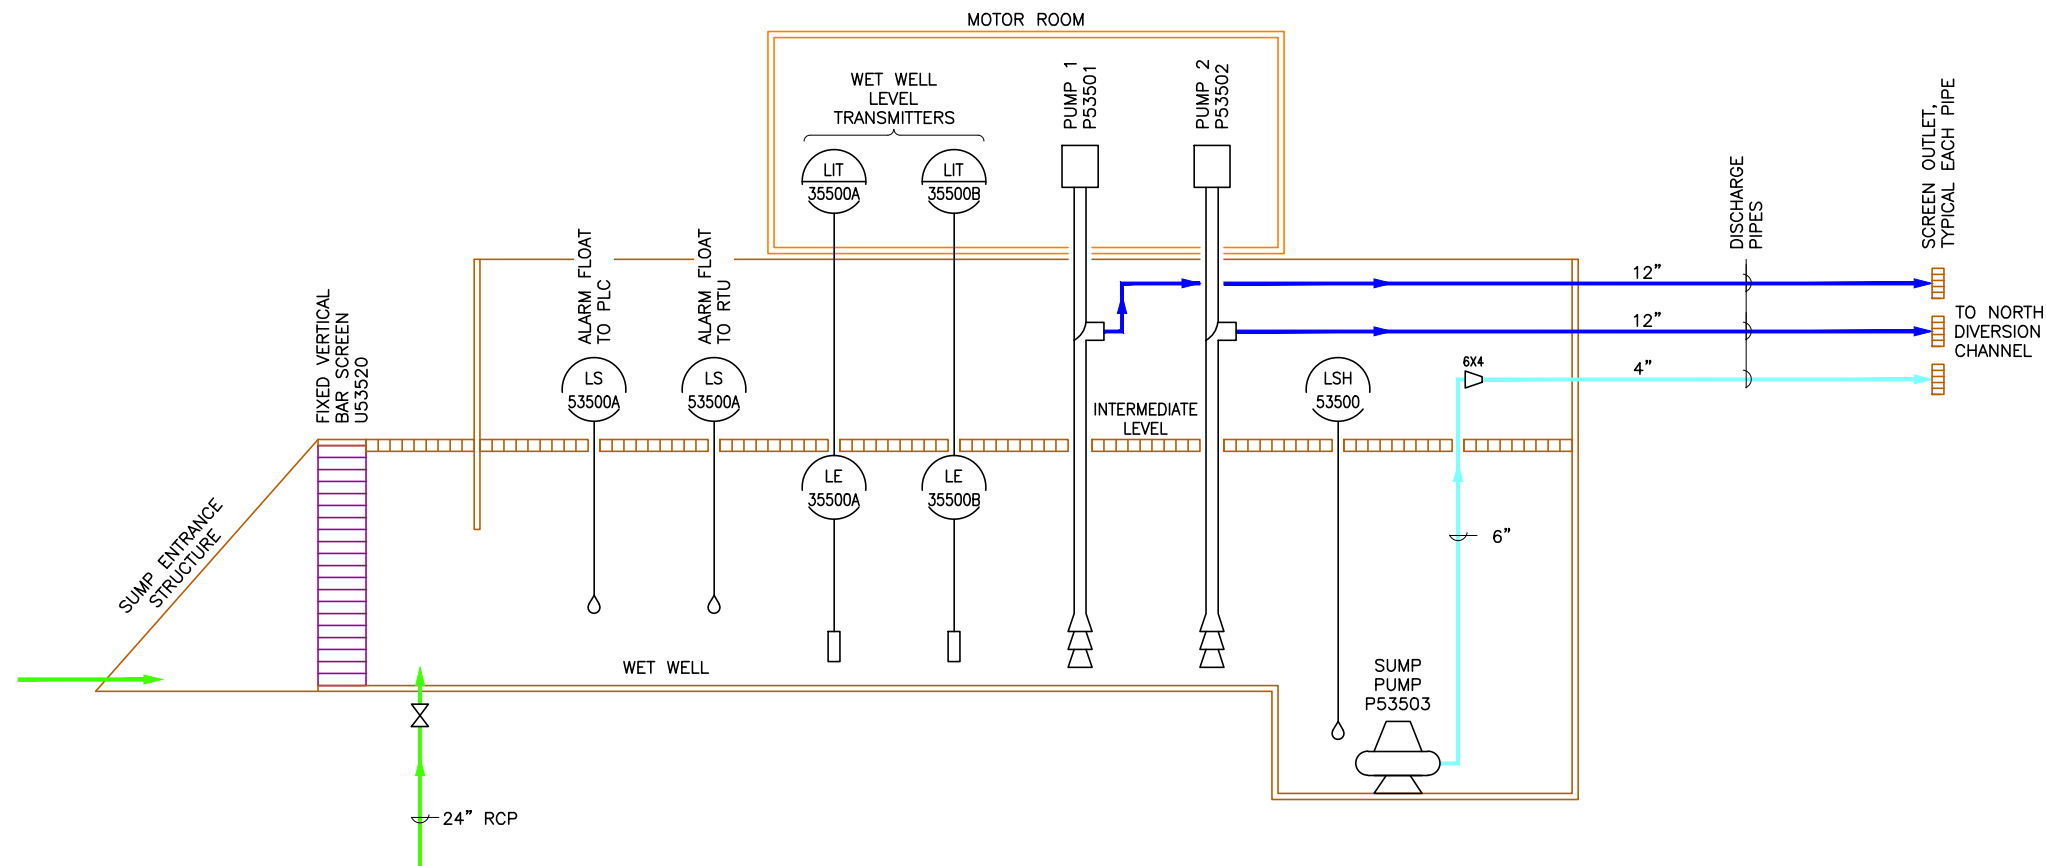 MOTOR ROOM
WET WELL
LEVEL
TRANSMITTERS
PUMP 1
P53501
PUMP 2
P53502
LIT
35500A
LIT
35500B
ALARM FLOAT
TO PLC
ALARM FLOAT
TO RTU
DISCHARGE
PIPES
SCREEN OUTLET,
TYPICAL EACH PIPE
12”
12”
4”
TO NORTH
DIVERSION
CHANNEL
FIXED VERTICAL
BAR SCREEN
U53520
LS
53500A
LS
53500A
LSH
53500
6X4
INTERMEDIATE
LEVEL
LE
35500A
LE
35500B
SUMP ENTRANCE
STRUCTURE
6”
WET WELL
SUMP
PUMP
P53503
24” RCP